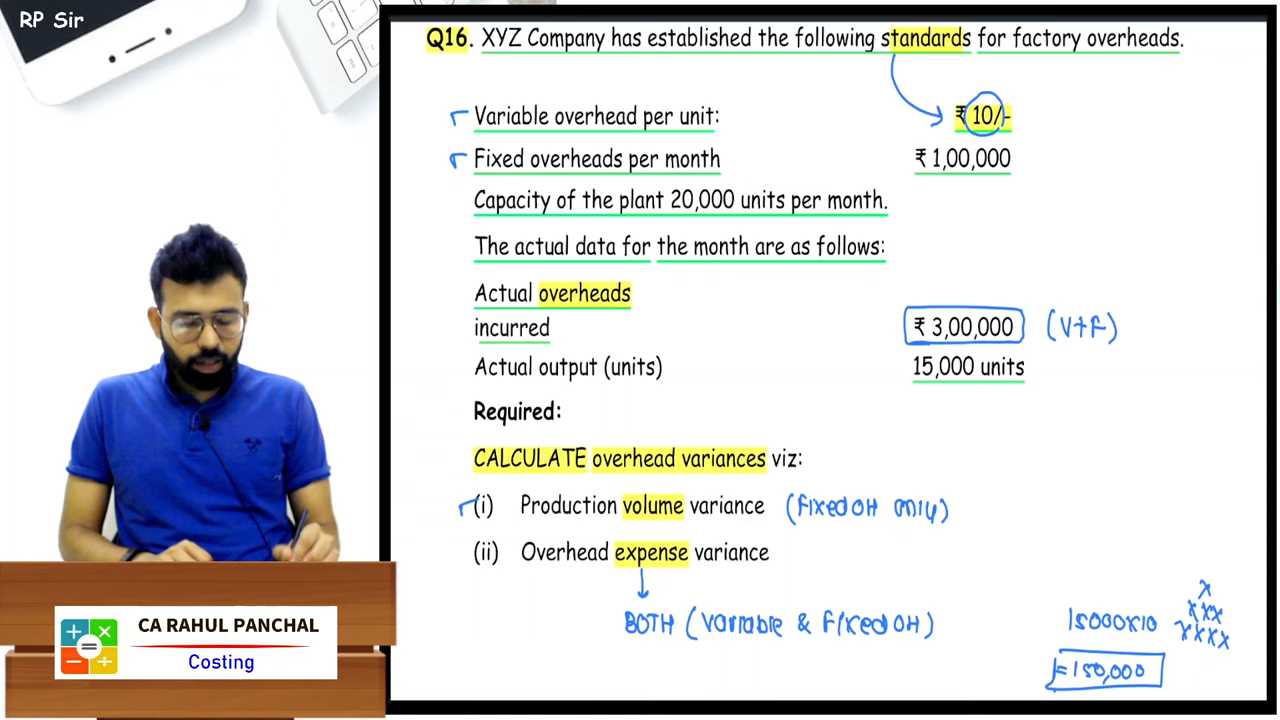 RP Sir
Q16. XYZ Company has established the following standards for factory overheads.
Variable overhead per unit: ₹ 10/-
Fixed overheads per month ₹ 1,00,000
Capacity of the plant 20,000 units per month.
The actual data for the month are as follows:
Actual overheads
incurred ₹ 3,00,000 (V+F)
Actual output (units) 15,000 units
Required:
CALCULATE overhead variances viz:
(i) Production volume variance (Fixed OH only)
(ii) Overhead expense variance
BOTH (Variable & Fixed OH)
15000x10
x
xxx
xxxx
=150,000
CA RAHUL PANCHAL
Costing